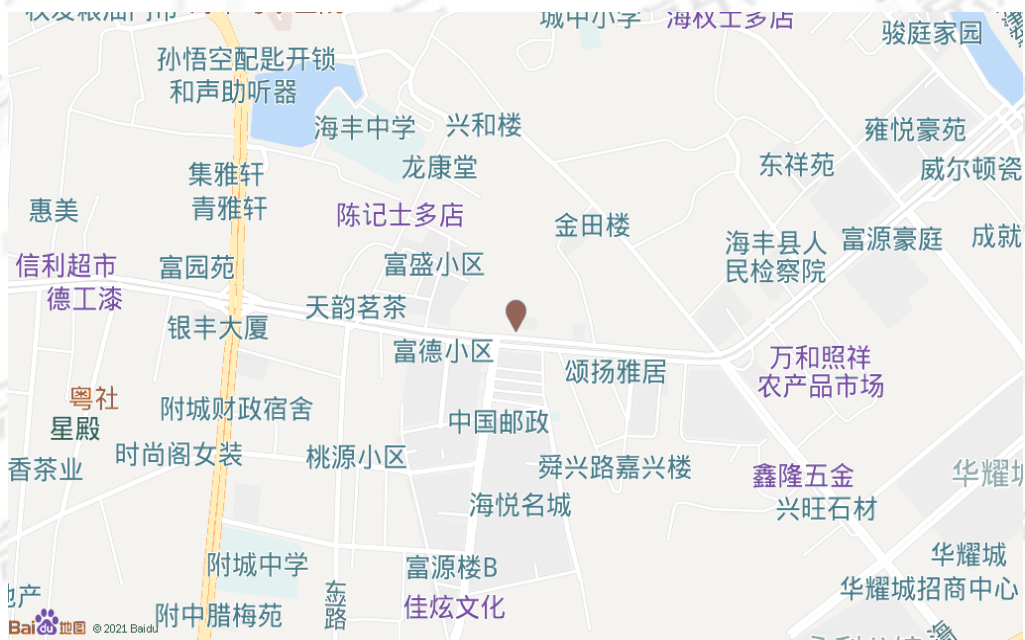 城中小学
海权士多店
骏庭家园
孙悟空配匙开锁
和声助听器
海丰中学
兴和楼
雍悦豪苑
龙康堂
东祥苑
威尔顿瓷
集雅轩
青雅轩
惠美
陈记士多店
金田楼
海丰县人
民检察院
富源豪庭
成就
信利超市
富园苑
富盛小区
德工漆
天韵茗茶
银丰大厦
富德小区
颂扬雅居
万和照祥
农产品市场
粤社
星殿
附城财政宿舍
中国邮政
时尚阁女装
桃源小区
香茶业
舜兴路嘉兴楼
鑫隆五金
华耀城
海悦名城
兴旺石材
附城中学
富源楼B
华耀城
华耀城招商中心
东
路
佳炫文化
附中腊梅苑
Bai du 地图 © 2021 Baidu
海